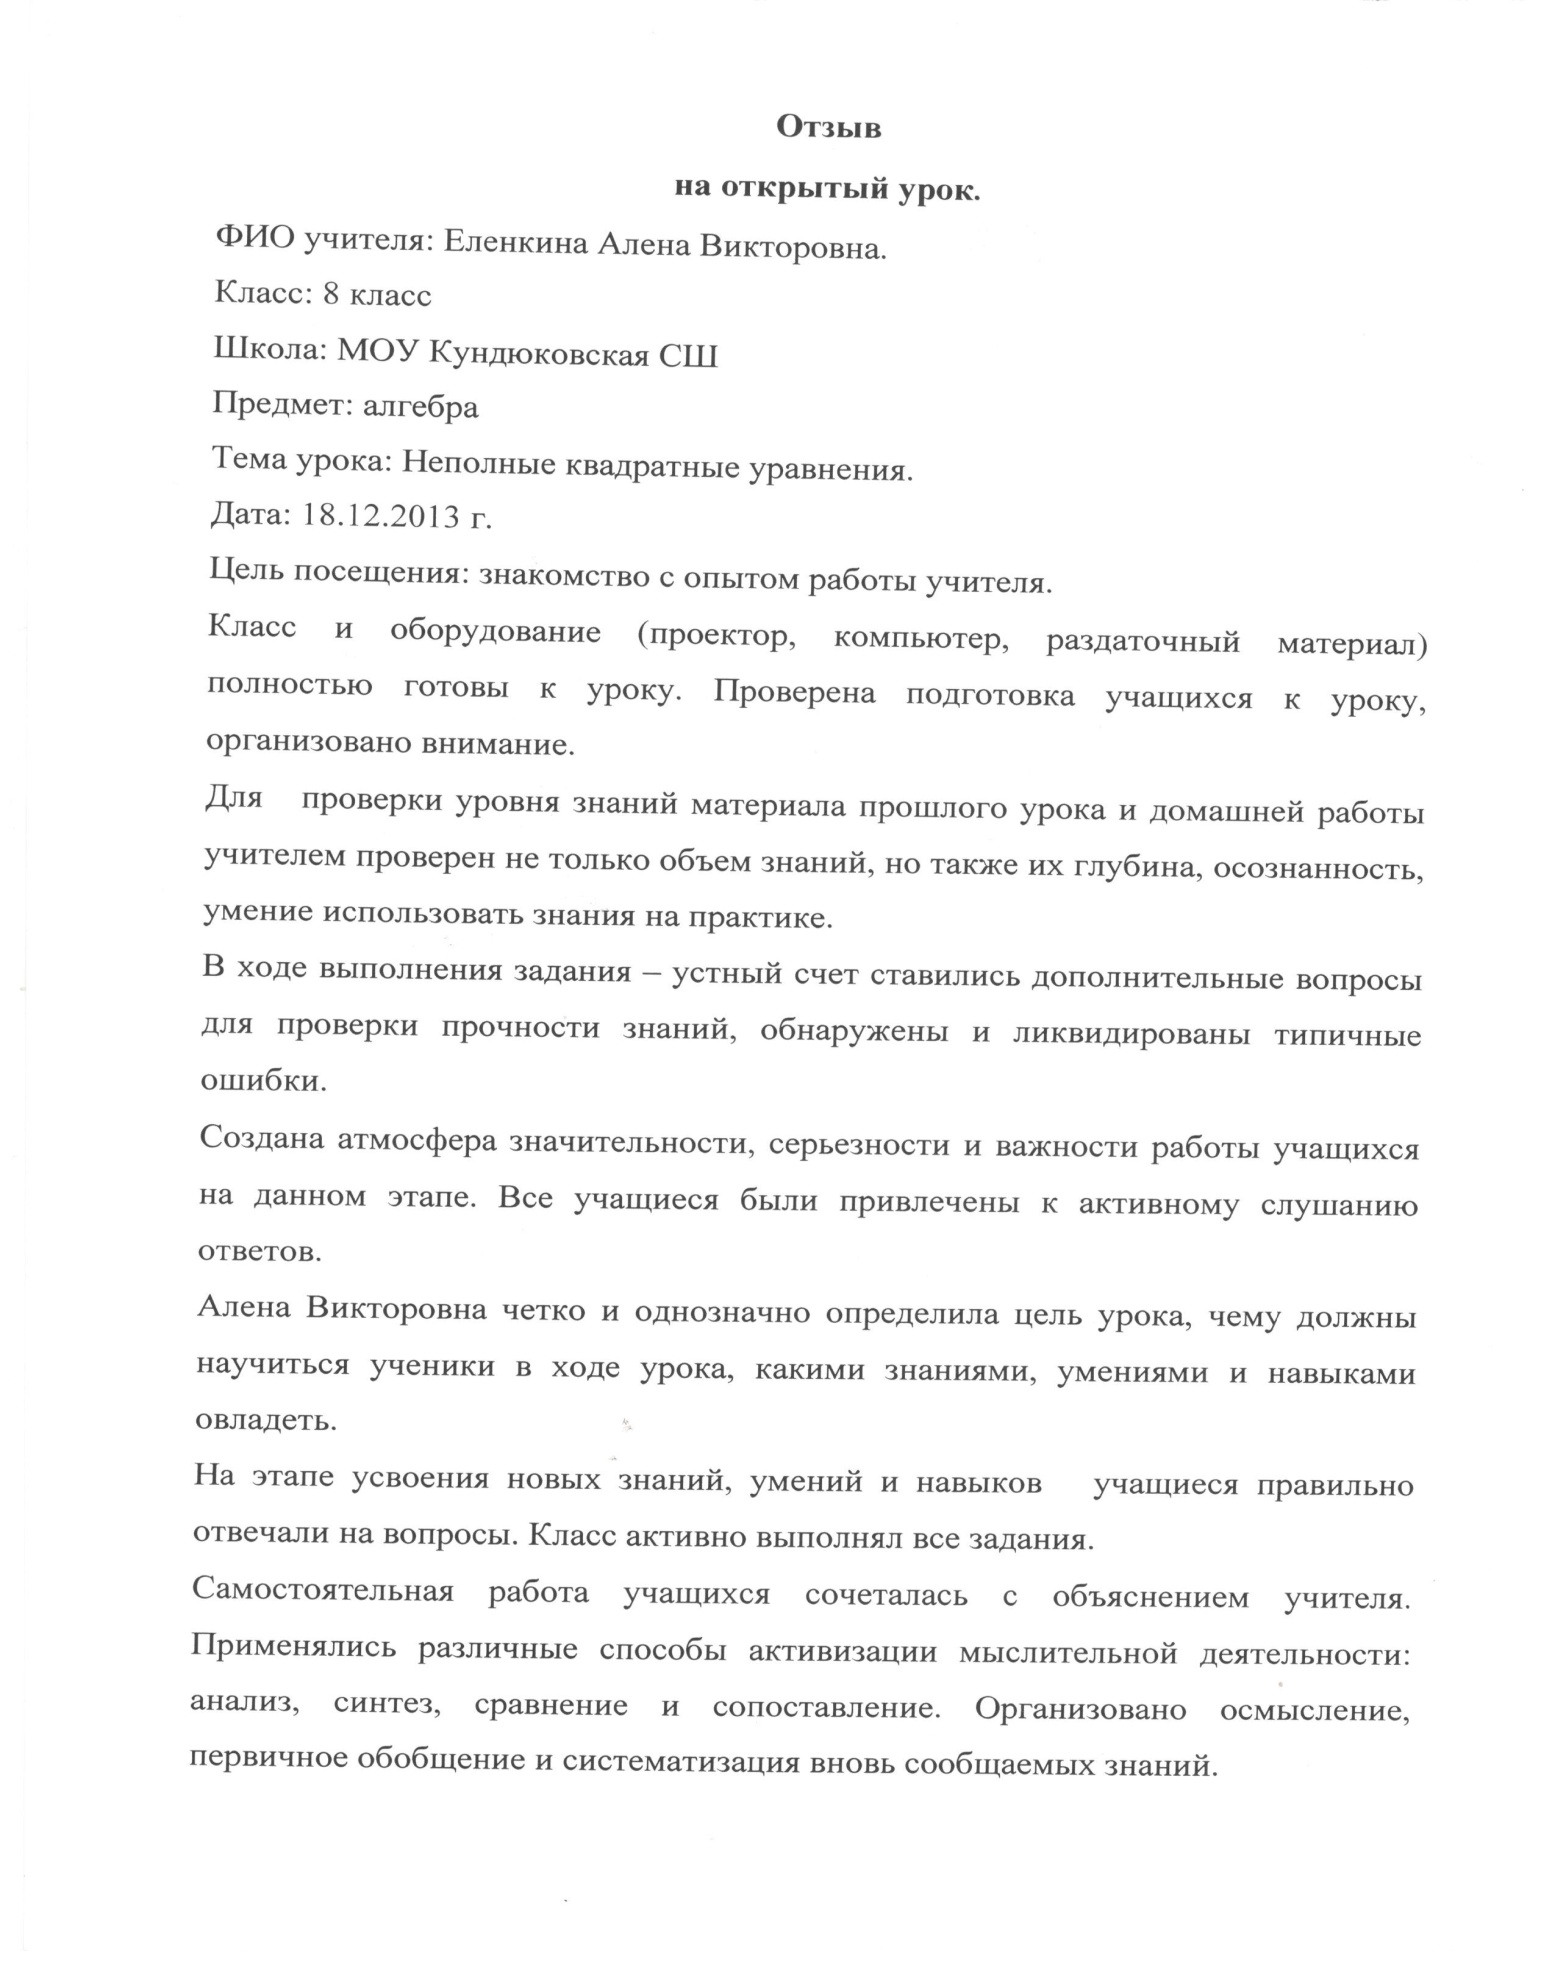 Отзыв
на открытый урок.
ФИО учителя: Еленкина Алена Викторовна.
Класс: 8 класс
Школа: МОУ Кундюковская СШ
Предмет: алгебра
Тема урока: Неполные квадратные уравнения.
Дата: 18.12.2013 г.
Цель посещения: знакомство с опытом работы учителя.
Класс и оборудование (проектор, компьютер, раздаточный материал)
полностью готовы к уроку. Проверена подготовка учащихся к уроку,
организовано внимание.
Для проверки уровня знаний материала прошлого урока и домашней работы
учителем проверен не только объем знаний, но также их глубина, осознанность,
умение использовать знания на практике.
В ходе выполнения задания – устный счет ставились дополнительные вопросы
для проверки прочности знаний, обнаружены и ликвидированы типичные
ошибки.
Создана атмосфера значительности, серьезности и важности работы учащихся
на данном этапе. Все учащиеся были привлечены к активному слушанию
ответов.
Алена Викторовна четко и однозначно определила цель урока, чему должны
научиться ученики в ходе урока, какими знаниями, умениями и навыками
овладеть.
На этапе усвоения новых знаний, умений и навыков учащиеся правильно
отвечали на вопросы. Класс активно выполнял все задания.
Самостоятельная работа учащихся сочеталась с объяснением учителя.
Применялись различные способы активизации мыслительной деятельности:
анализ, синтез, сравнение и сопоставление. Организовано осмысление,
первичное обобщение и систематизация вновь сообщаемых знаний.